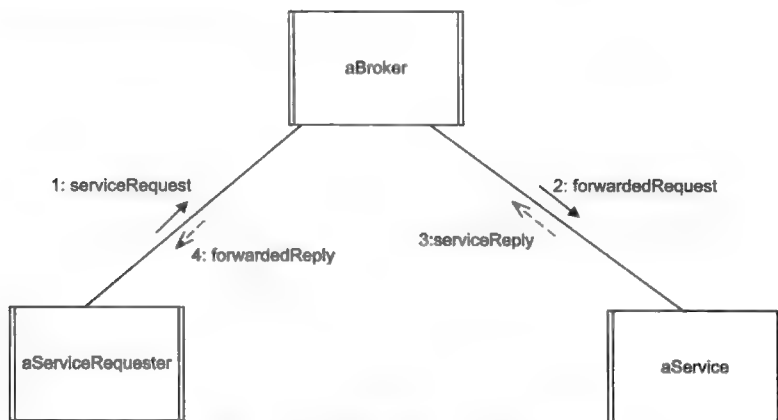 aBroker
1: serviceRequest
2: forwardedRequest
4: forwardedReply
3:serviceReply
aServiceRequester
aService